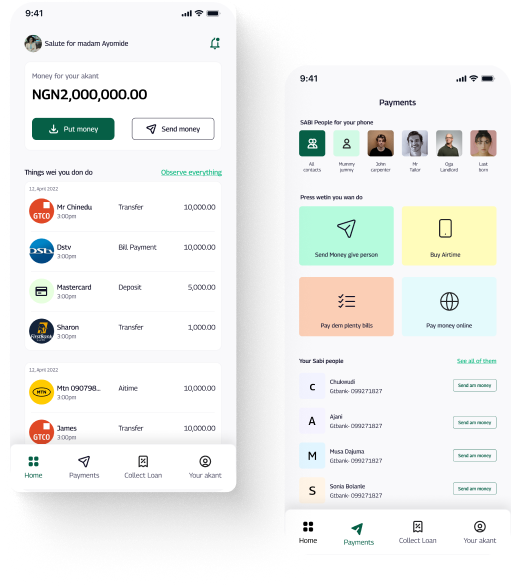 9:41
Salute for madam Ayomide
Money for your akant
NGN2,000,000.00
Put money
Send money
Things wei you don do
Observe everything
12, April 2022
GTCO
Mr Chinedu
Transfer
10,000.00
3:00pm
DStv
Dstv
Bill Payment
10,000.00
3:00pm
Mastercard
Deposit
5,000.00
3:00pm
FirstBank
Sharon
Transfer
1,000.00
3:00pm
12, April 2022
MTN
Mtn 090798...
Aitime
10,000.00
3:00pm
GTCO
James
Transfer
10,000.00
3:00pm
Home
Payments
Collect Loan
Your akant
9:41
Payments
SABI People for your phone
All contacts
Mummy jummy
John carpentor
Mr Tailor
Oga Landlord
Last born
Press wetin you wan do
Send Money give person
Buy Airtime
Pay dem plenty bills
Pay money online
Your Sabi people
See all of them
C
Chukwudi
Gtbank- 099271827
Send am money
A
Ajani
Gtbank- 099271827
Send am money
M
Musa Dajuma
Gtbank- 099271827
Send am money
S
Sonia Bolanle
Gtbank- 099271827
Send am money
Home
Payments
Collect Loan
Your akant